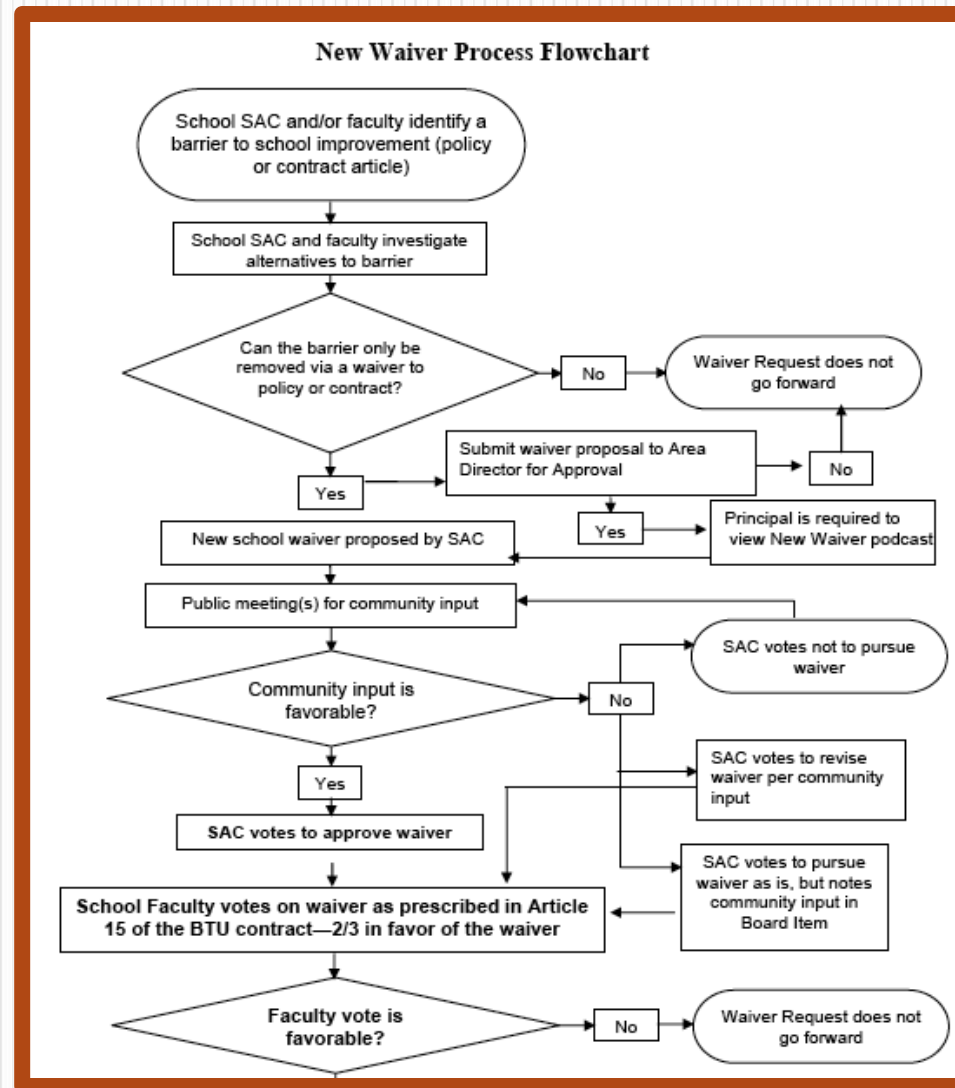 New Waiver Process Flowchart
School SAC and/or faculty identify a
barrier to school improvement (policy
or contract article)
School SAC and faculty investigate
alternatives to barrier
Can the barrier only be
removed via a waiver to
policy or contract?
No
Waiver Request does not
go forward
Submit waiver proposal to Area
Director for Approval
No
Yes
Yes
Principal is required to
view New Waiver podcast
New school waiver proposed by SAC
Public meeting(s) for community input
SAC votes not to pursue
waiver
Community input is
favorable?
No
Yes
SAC votes to revise
waiver per community
input
SAC votes to approve waiver
SAC votes to pursue
waiver as is, but notes
community input in
Board Item
School Faculty votes on waiver as prescribed in Article
15 of the BTU contract—2/3 in favor of the waiver
Faculty vote is
favorable?
No
Waiver Request does not
go forward